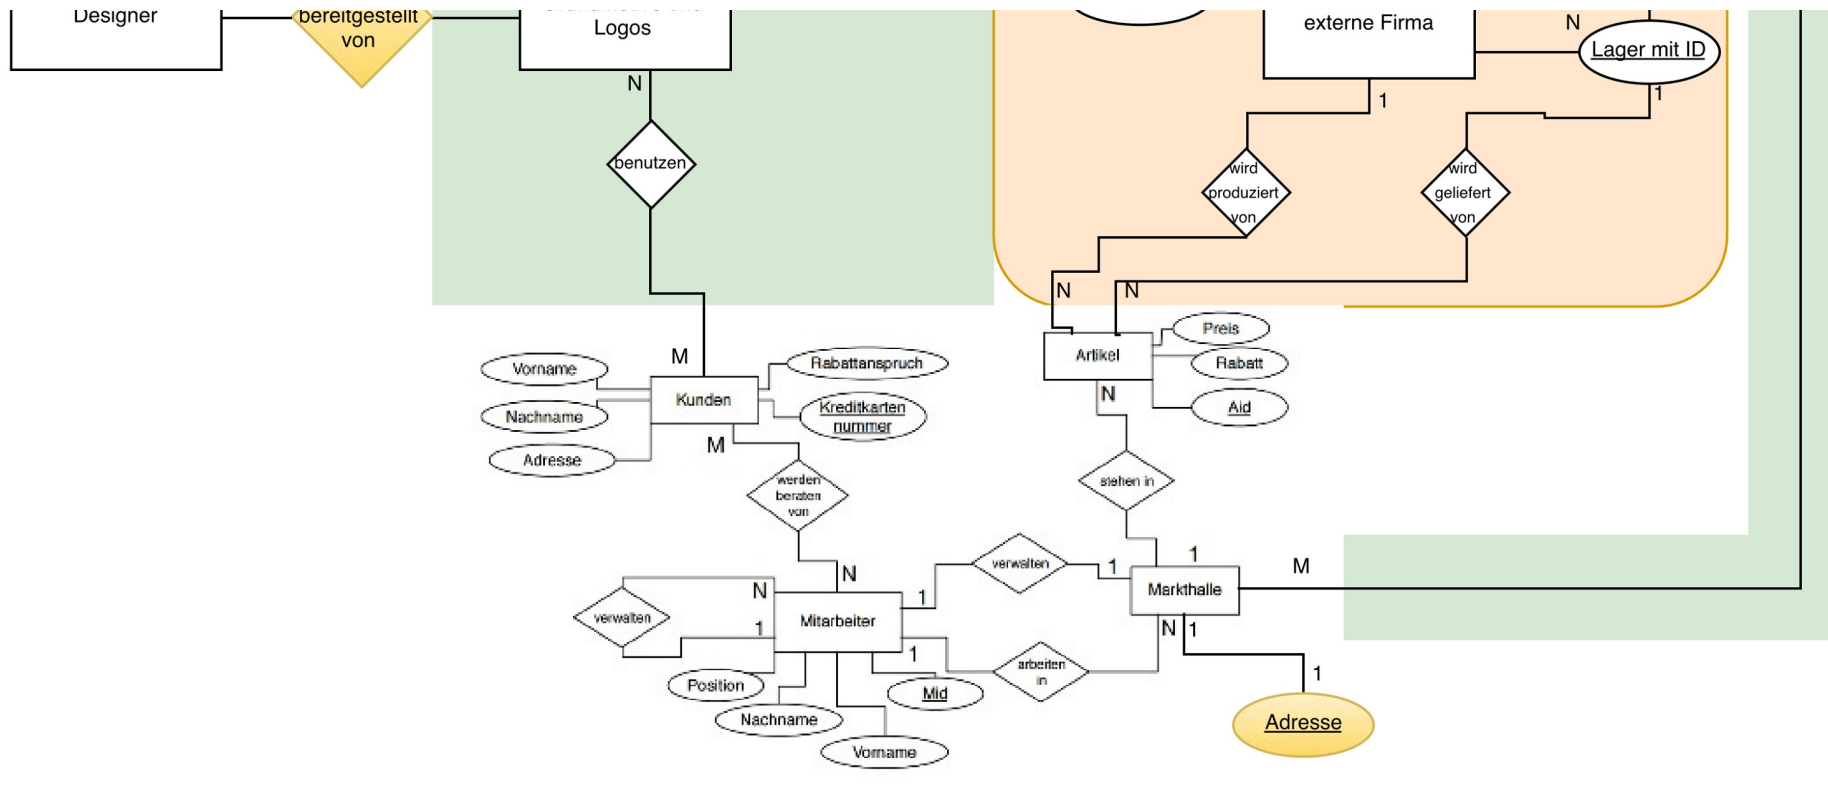 Designer
bereitgestellt
von
Logos
N
benutzen
M
externe Firma
N
Lager mit ID
1
1
wird
produziert
von
wird
geliefert
von
N
N
Vorname
Nachname
Adresse
Kunden
Rabattanspruch
Kreditkarten
nummer
M
werden
beraten
von
N
Artikel
Preis
Rabatt
Aid
N
stehen in
1
verwalten
N
1
Mitarbeiter
1
verwalten
1
Markthalle
M
1
arbeiten
in
N
1
1
Adresse
Position
Nachname
Vorname
Mid